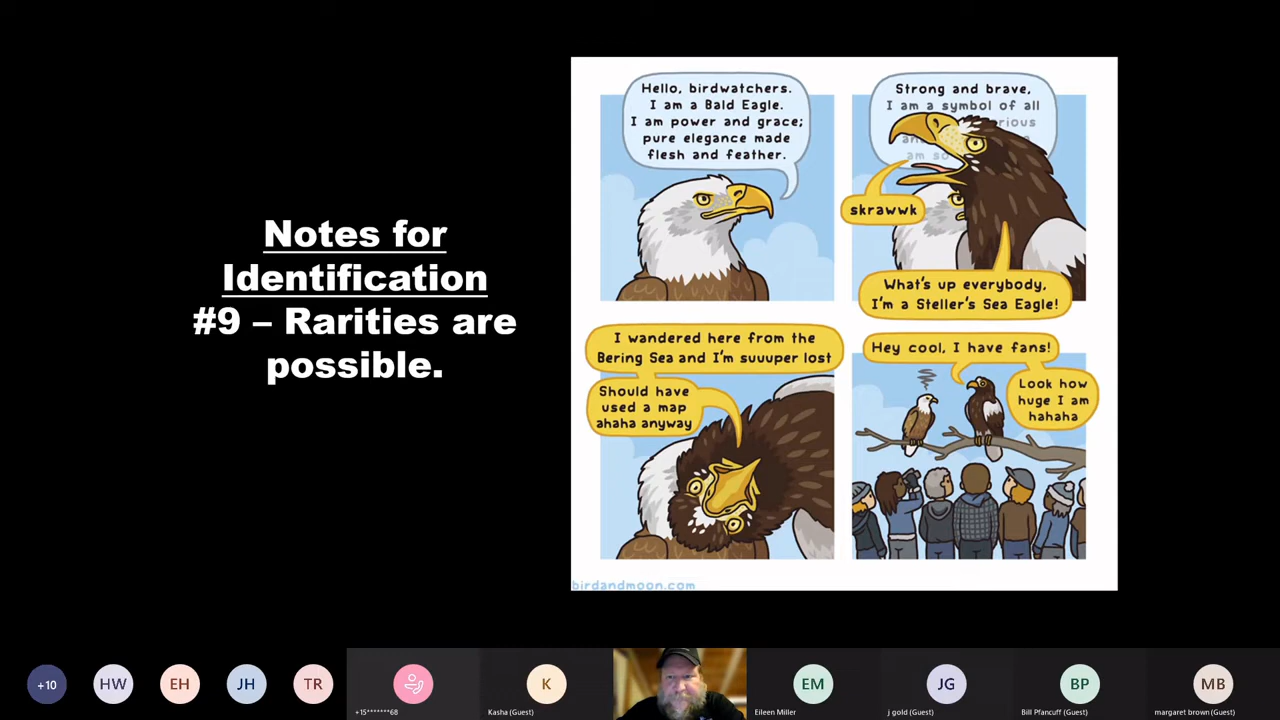 Notes for
Identification
#9 – Rarities are
possible.
Hello, birdwatchers.
I am a Bald Eagle.
I am power and grace;
pure elegance made
flesh and feather.
Strong and brave,
I am a symbol of all
skrawwk
What's up everybody,
I'm a Steller's Sea Eagle!
I wandered here from the
Bering Sea and I'm suuuper lost
Should have
used a map
ahaha anyway
Hey cool, I have fans!
Look how
huge I am
hahaha
birdandmoon.com
+10
HW
EH
JH
TR
+15*******68
K
Kasha (Guest)
EM
Eileen Miller
JG
j gold (Guest)
BP
Bill Pfancuff (Guest)
MB
margaret brown (Guest)